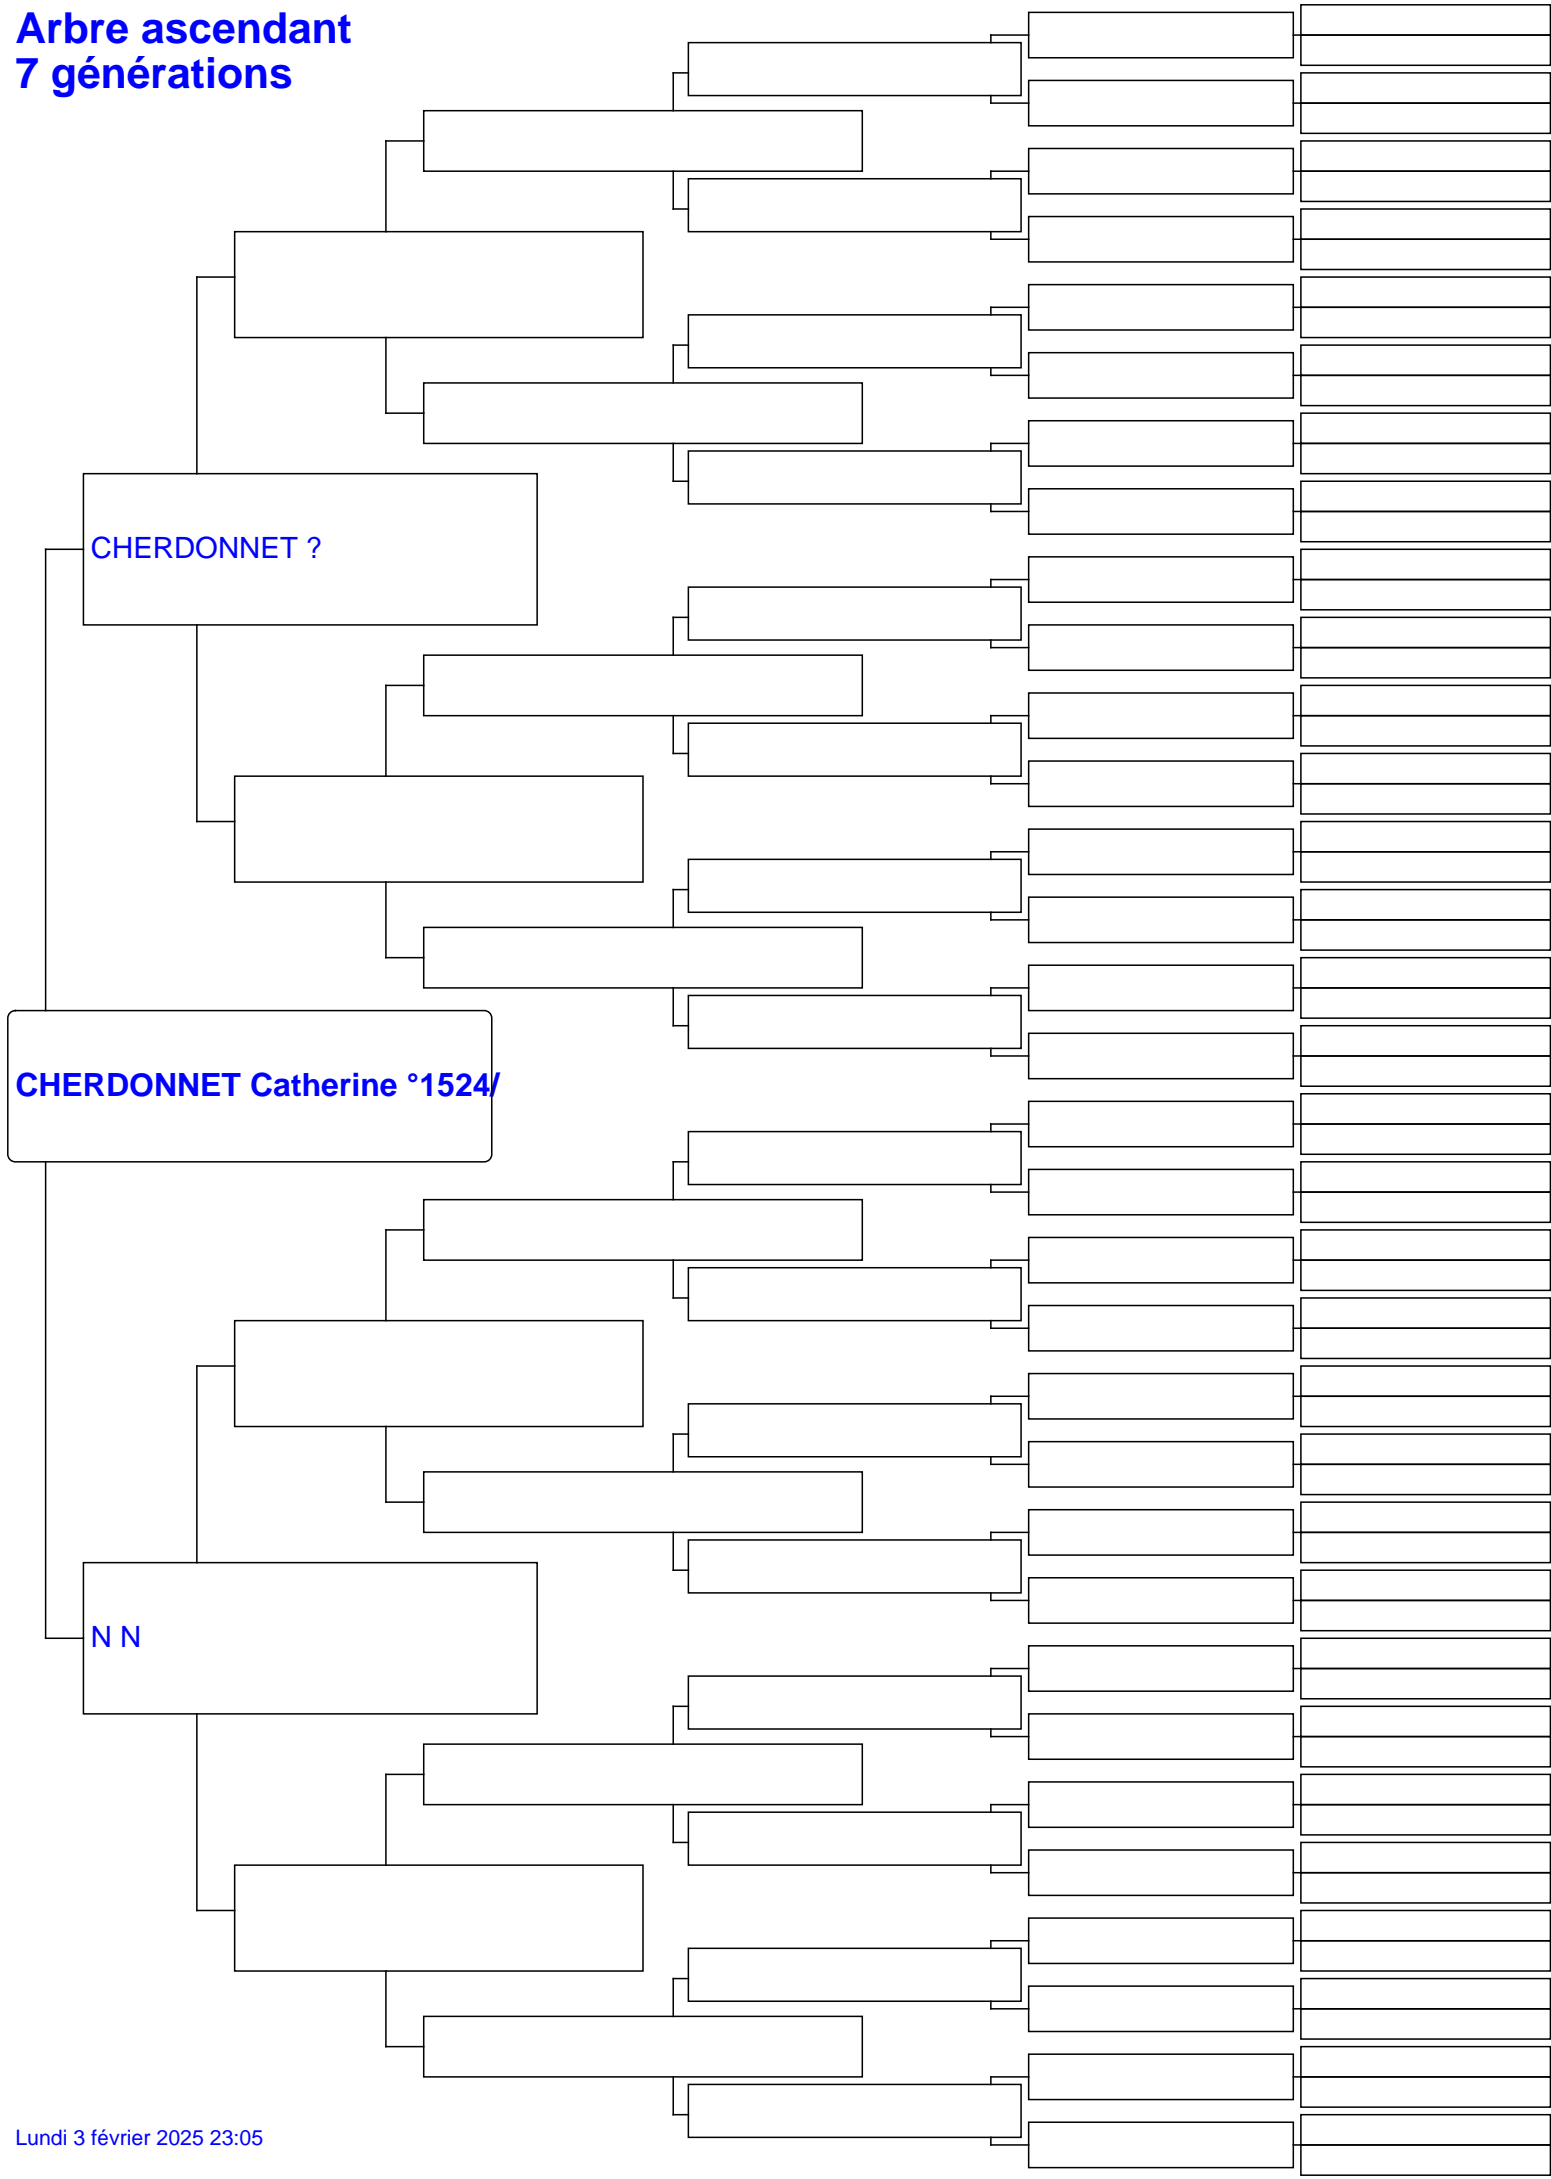 Arbre ascendant
7 générations
CHERDONNET ?
CHERDONNET Catherine °1524/
N N
Lundi 3 février 2025 23:05